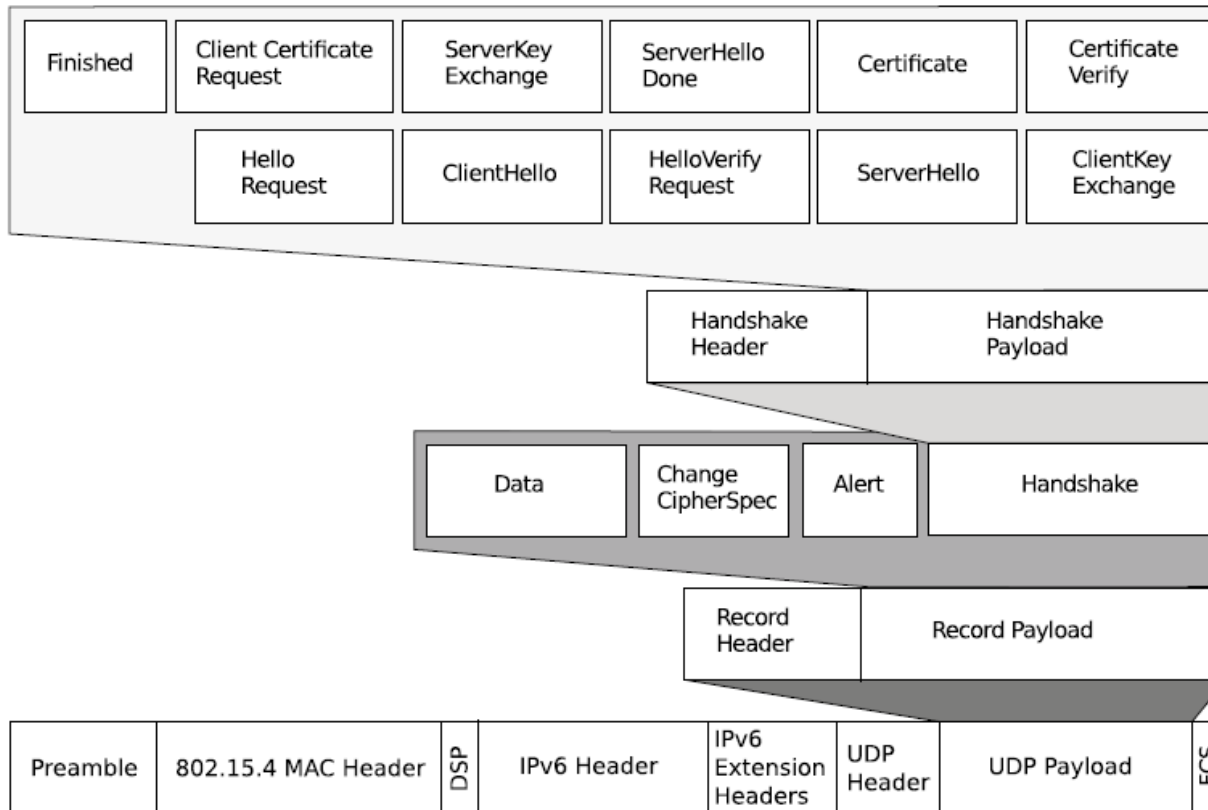 Finished
Client Certificate
Request
ServerKey
Exchange
ServerHello
Done
Certificate
Certificate
Verify
Hello
Request
ClientHello
HelloVerify
Request
ServerHello
ClientKey
Exchange
Handshake
Header
Handshake
Payload
Data
Change
CipherSpec
Alert
Handshake
Record
Header
Record Payload
Preamble
802.15.4 MAC Header
DSP
IPv6 Header
IPv6
Extension
Headers
UDP
Header
UDP Payload
FCS